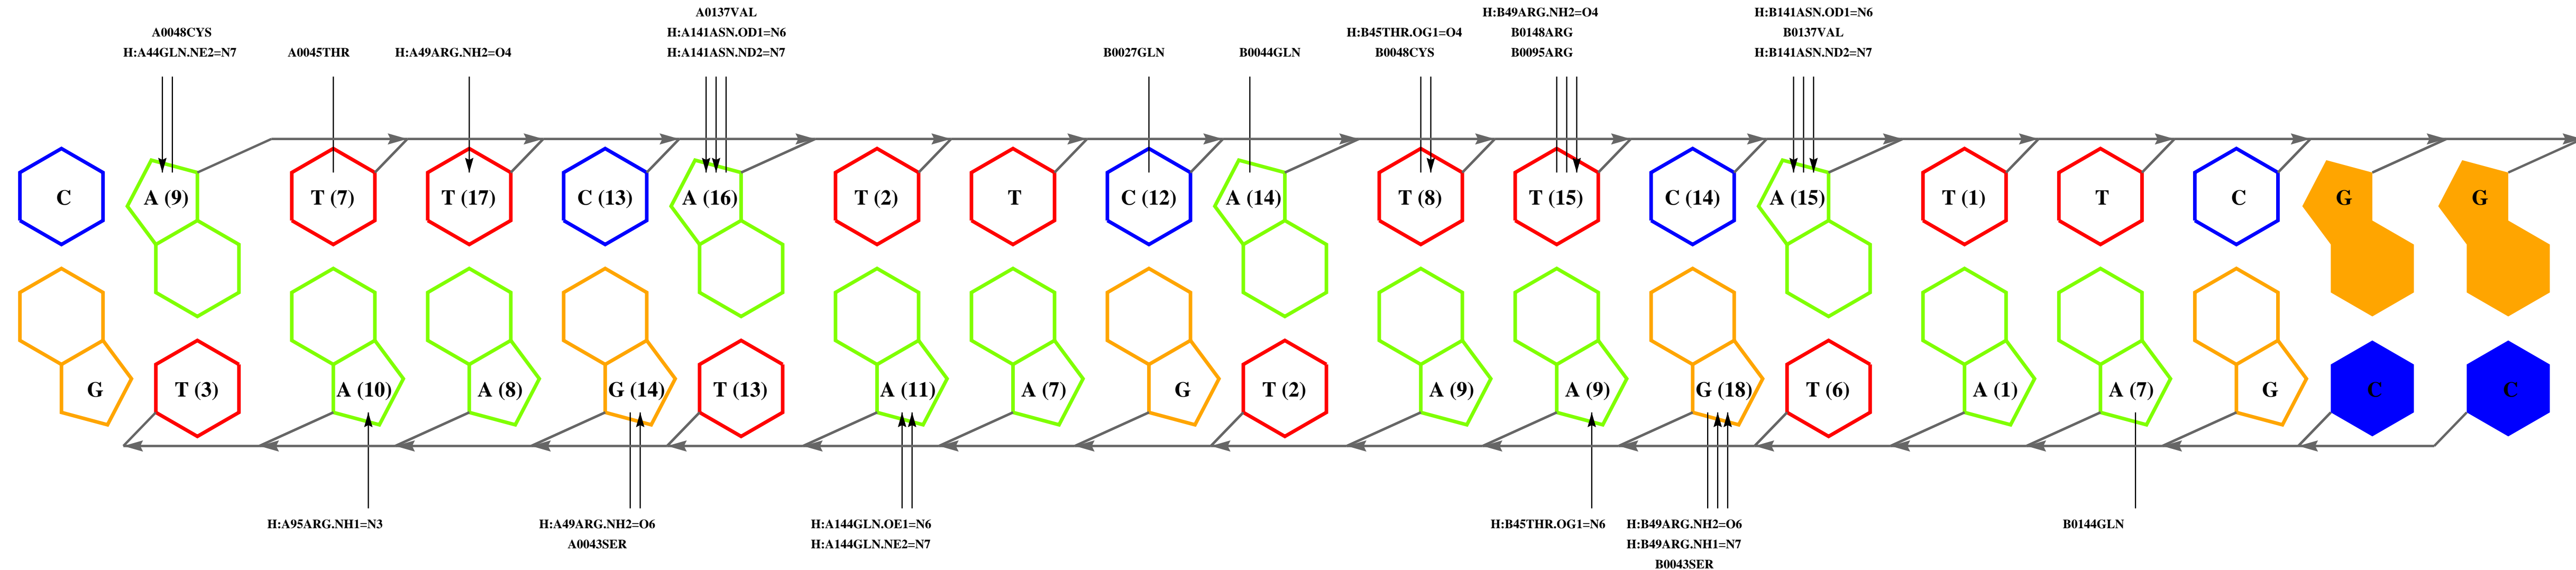 A0137VAL
H:B49ARG.NH2=O4
H:B141ASN.OD1=N6
A0048CYS
H:A141ASN.OD1=N6
H:B45THR.OG1=O4
B0148ARG
B0137VAL
H:A44GLN.NE2=N7
A0045THR
H:A49ARG.NH2=O4
H:A141ASN.ND2=N7
B0027GLN
B0044GLN
B0048CYS
B0095ARG
H:B141ASN.ND2=N7
C
A (9)
T (7)
T (17)
C (13)
A (16)
T (2)
T
C (12)
A (14)
T (8)
T (15)
C (14)
A (15)
T (1)
T
C
G
G
G
T (3)
A (10)
A (8)
G (14)
T (13)
A (11)
A (7)
G
T (2)
A (9)
A (9)
G (18)
T (6)
A (1)
A (7)
G
C
C
H:A95ARG.NH1=N3
H:A49ARG.NH2=O6
H:A144GLN.OE1=N6
H:B45THR.OG1=N6
H:B49ARG.NH2=O6
B0144GLN
A0043SER
H:A144GLN.NE2=N7
H:B49ARG.NH1=N7
B0043SER